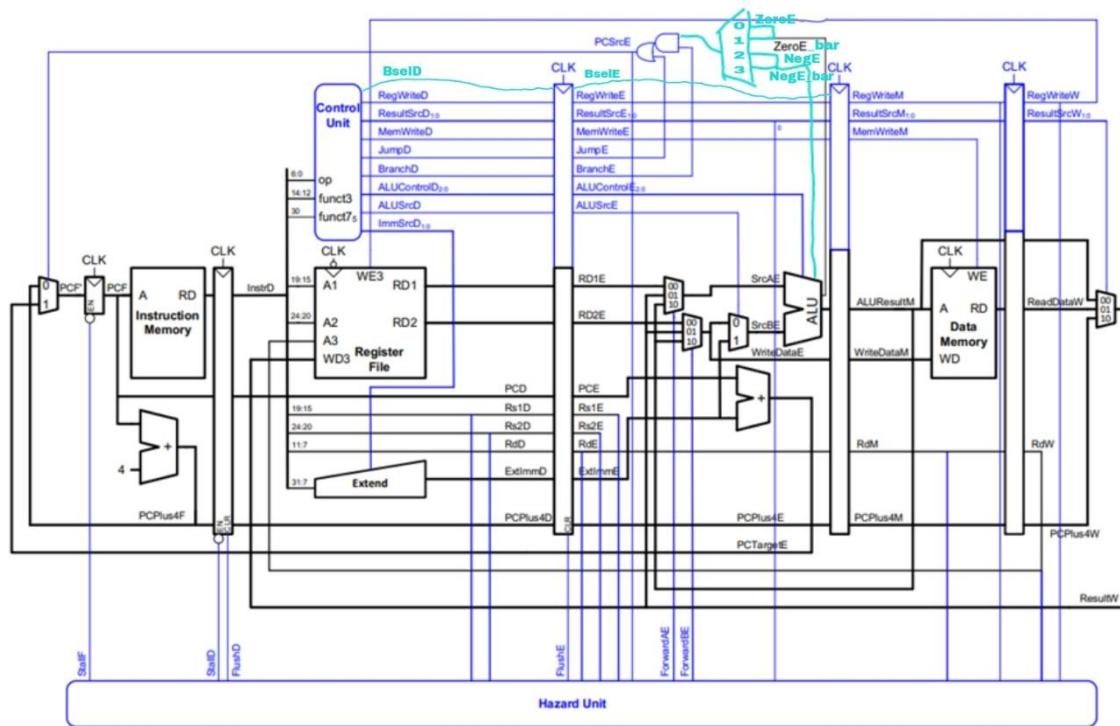 ZeroE
PCSrcE
0
1
2
3
ZeroE_bar
NegE
NegE_bar
CLK
BselD
CLK
BselE
CLK
CLK
Control
Unit
RegWriteD
RegWriteE
RegWriteM
RegWriteW
ResultSrcD1:0
ResultSrcE1:0
ResultSrcM1:0
ResultSrcW1:0
MemWriteD
MemWriteE
MemWriteM
0
JumpD
JumpE
BranchD
BranchE
6:0
op
14:12
funct3
30
funct75
ALUControlD2:0
ALUControlE2:0
ALUSrcD
ALUSrcE
ImmSrcD1:0
CLK
CLK
CLK
CLK
0
1
PCF'
EN
PCF
A
RD
Instruction
Memory
InstrD
19:15
A1
WE3
RD1
RD1E
00
01
10
SrcAE
24:20
A2
RD2
RD2E
00
01
10
0
1
SrcBE
ALU
A3
WD3
Register
File
WriteDataE
ALUResultM
WriteDataM
WE
A
RD
Data
Memory
WD
ReadDataW
00
01
10
PCD
PCE
+
19:15
Rs1D
Rs1E
24:20
Rs2D
Rs2E
11:7
RdD
RdE
RdM
RdW
+
4
31:7
Extend
ExtImmD
ExtImmE
PCPlus4F
EN
CLR
PCPlus4D
CLR
PCPlus4E
PCPlus4M
PCPlus4W
PCTargetE
ResultW
StallF
StallD
FlushD
FlushE
ForwardAE
ForwardBE
Hazard Unit